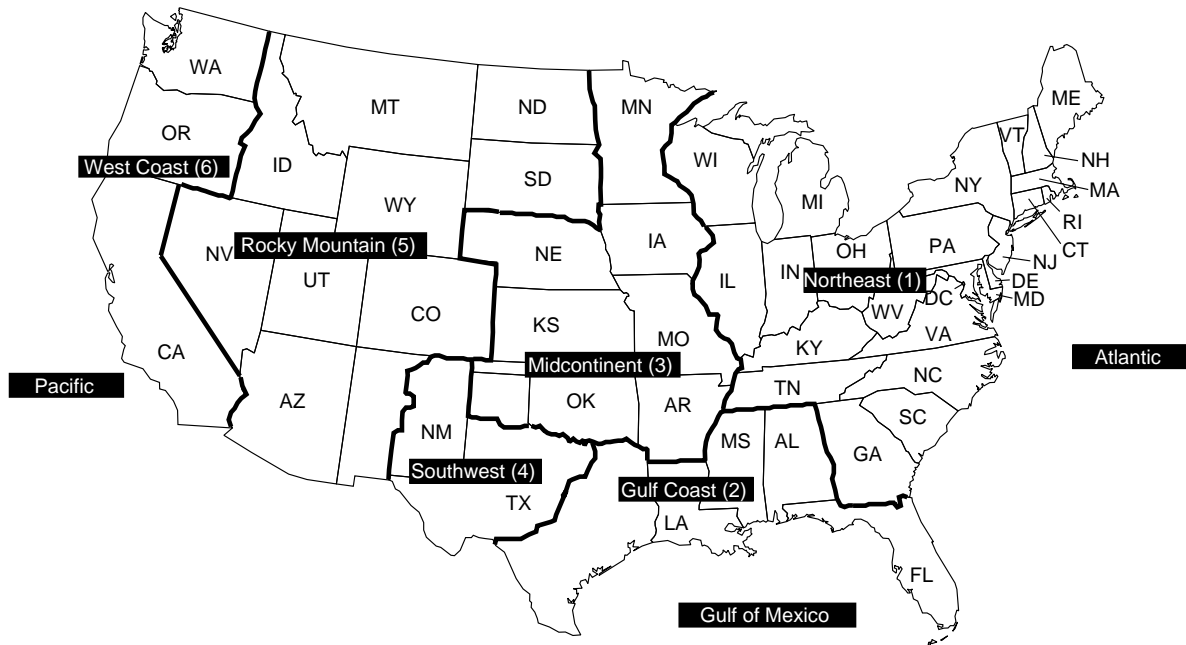 WA
MT
ND
MN
ME
OR
VT
WI
NH
West Coast (6)
ID
SD
NY
MA
WY
MI
RI
Rocky Mountain (5)
IA
PA
CT
NV
NE
OH
NJ
UT
IL
IN
Northeast (1)
DE
DC
MD
CO
KS
WV
VA
MO
KY
CA
Midcontinent (3)
Atlantic
Pacific
TN
NC
AZ
OK
AR
SC
NM
MS
AL
GA
Southwest (4)
Gulf Coast (2)
TX
LA
FL
Gulf of Mexico